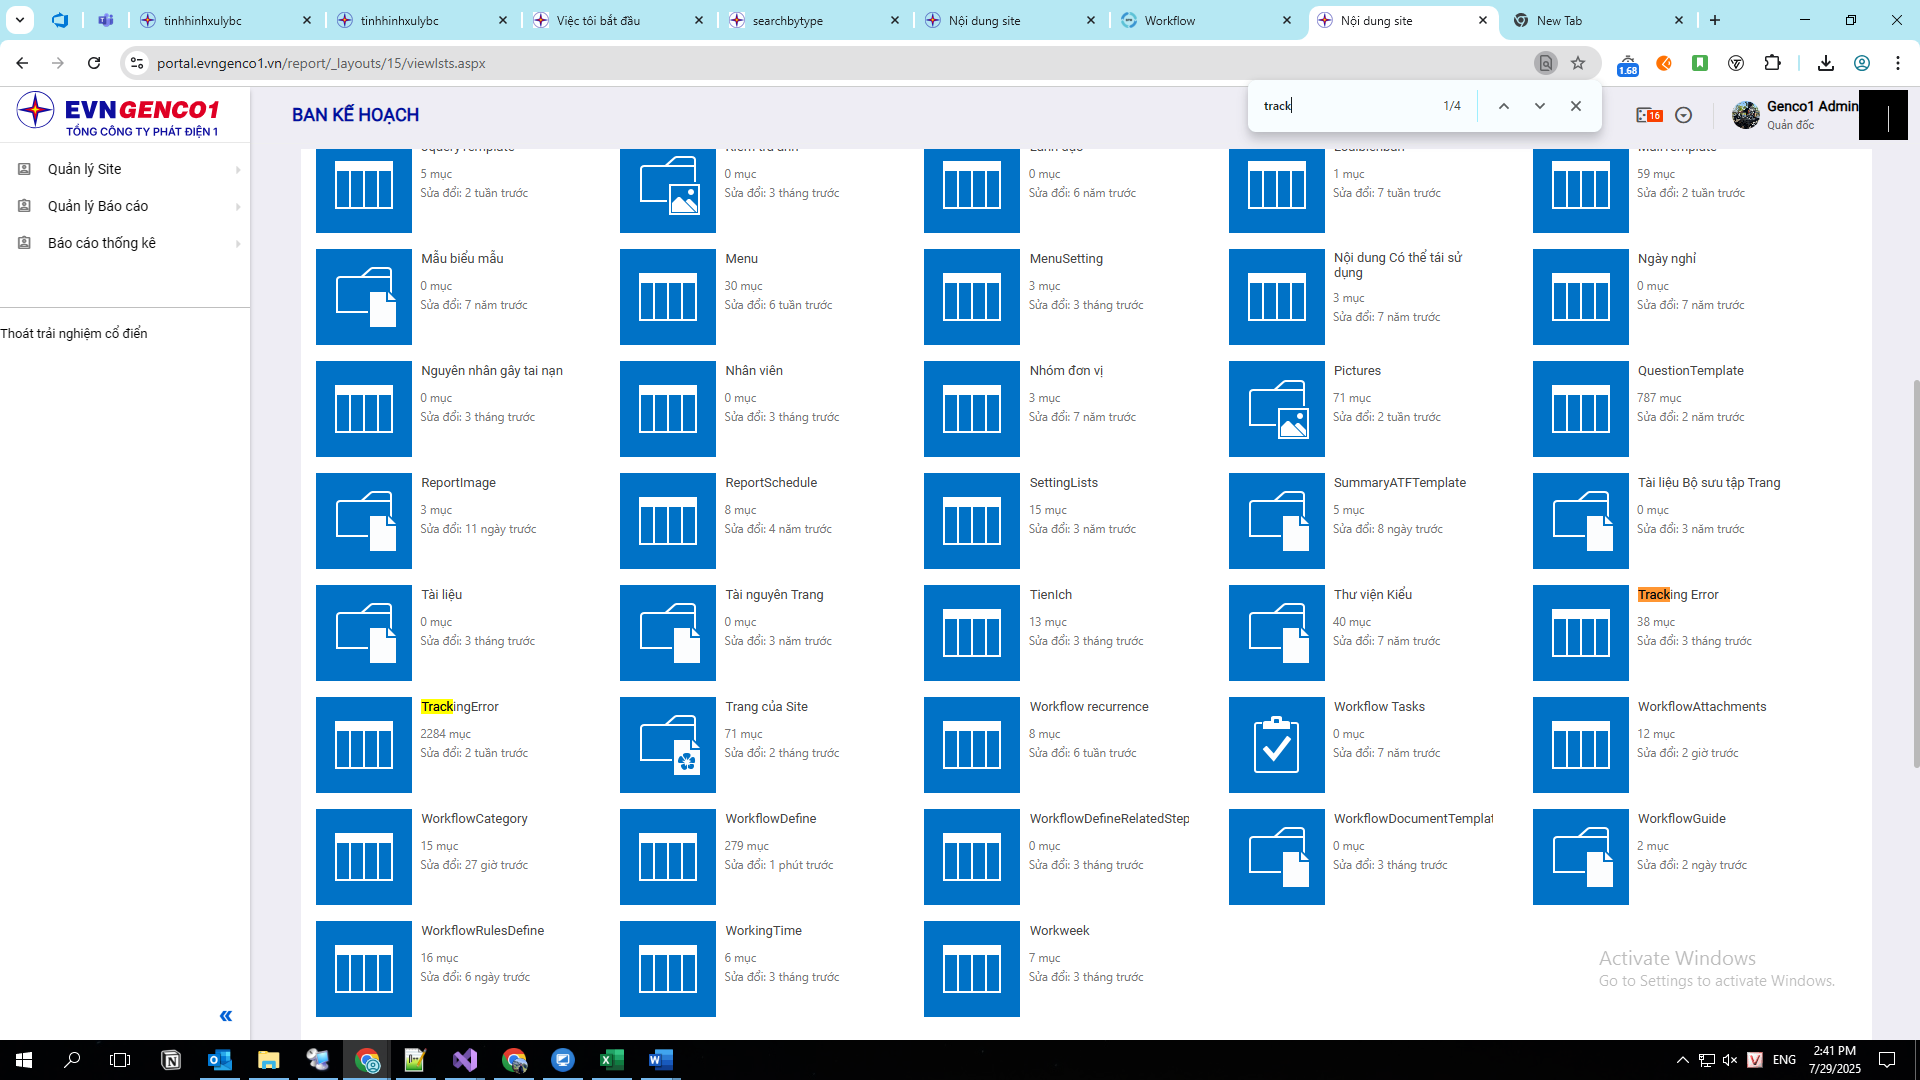 tinhhinhxulybc
tinhhinhxulybc
Việc tôi bắt đầu
searchbytype
Nội dung site
Workflow
Nội dung site
New Tab
portal.evngenco1.vn/report/_layouts/15/viewlsts.aspx
1.68
track
1/4
EVNGENCO1
TỔNG CÔNG TY PHÁT ĐIỆN 1
BAN KẾ HOẠCH
16
Genco1 Admin
Quản đốc
Quản lý Site
Quản lý Báo cáo
Báo cáo thống kê
Thoát trải nghiệm cổ điển
5 mục
Sửa đổi: 2 tuần trước
0 mục
Sửa đổi: 3 tháng trước
0 mục
Sửa đổi: 6 năm trước
1 mục
Sửa đổi: 7 tuần trước
59 mục
Sửa đổi: 2 tuần trước
Mẫu biểu mẫu
0 mục
Sửa đổi: 7 năm trước
Menu
30 mục
Sửa đổi: 6 tuần trước
MenuSetting
3 mục
Sửa đổi: 3 tháng trước
Nội dung Có thể tái sử
dụng
3 mục
Sửa đổi: 7 năm trước
Ngày nghỉ
0 mục
Sửa đổi: 7 năm trước
Nguyên nhân gây tai nạn
0 mục
Sửa đổi: 3 tháng trước
Nhân viên
0 mục
Sửa đổi: 3 tháng trước
Nhóm đơn vị
3 mục
Sửa đổi: 7 năm trước
Pictures
71 mục
Sửa đổi: 2 tuần trước
QuestionTemplate
787 mục
Sửa đổi: 2 năm trước
ReportImage
3 mục
Sửa đổi: 11 ngày trước
ReportSchedule
8 mục
Sửa đổi: 4 năm trước
SettingLists
15 mục
Sửa đổi: 3 năm trước
SummaryATFTemplate
5 mục
Sửa đổi: 8 ngày trước
Tài liệu Bộ sưu tập Trang
0 mục
Sửa đổi: 3 năm trước
Tài liệu
0 mục
Sửa đổi: 3 tháng trước
Tài nguyên Trang
0 mục
Sửa đổi: 3 năm trước
TienIch
13 mục
Sửa đổi: 3 tháng trước
Thư viện Kiểu
40 mục
Sửa đổi: 7 năm trước
Tracking Error
38 mục
Sửa đổi: 3 tháng trước
TrackingError
2284 mục
Sửa đổi: 2 tuần trước
Trang của Site
71 mục
Sửa đổi: 2 tháng trước
Workflow recurrence
8 mục
Sửa đổi: 6 tuần trước
Workflow Tasks
0 mục
Sửa đổi: 7 năm trước
WorkflowAttachments
12 mục
Sửa đổi: 2 giờ trước
WorkflowCategory
15 mục
Sửa đổi: 27 giờ trước
WorkflowDefine
279 mục
Sửa đổi: 1 phút trước
WorkflowDefineRelatedStep
0 mục
Sửa đổi: 3 tháng trước
WorkflowDocumentTemplat
0 mục
Sửa đổi: 3 tháng trước
WorkflowGuide
2 mục
Sửa đổi: 2 ngày trước
WorkflowRulesDefine
16 mục
Sửa đổi: 6 ngày trước
WorkingTime
6 mục
Sửa đổi: 3 tháng trước
Workweek
7 mục
Sửa đổi: 3 tháng trước
Activate Windows
Go to Settings to activate Windows.
ENG
2:41 PM
7/29/2025